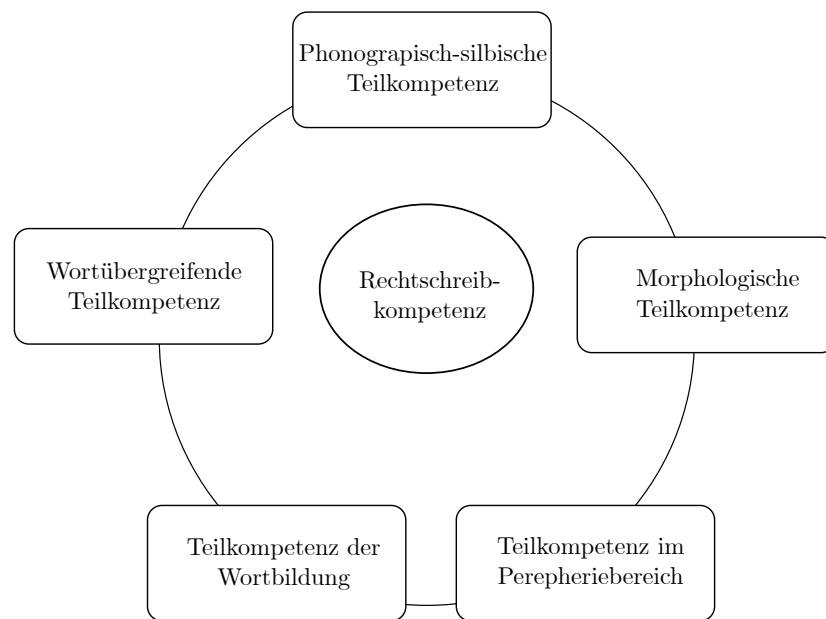 Phonograpisch-silbische
Teilkompetenz
Wortübergreifende
Teilkompetenz
Rechtschreib-
kompetenz
Morphologische
Teilkompetenz
Teilkompetenz der
Wortbildung
Teilkompetenz im
Perepheriebereich